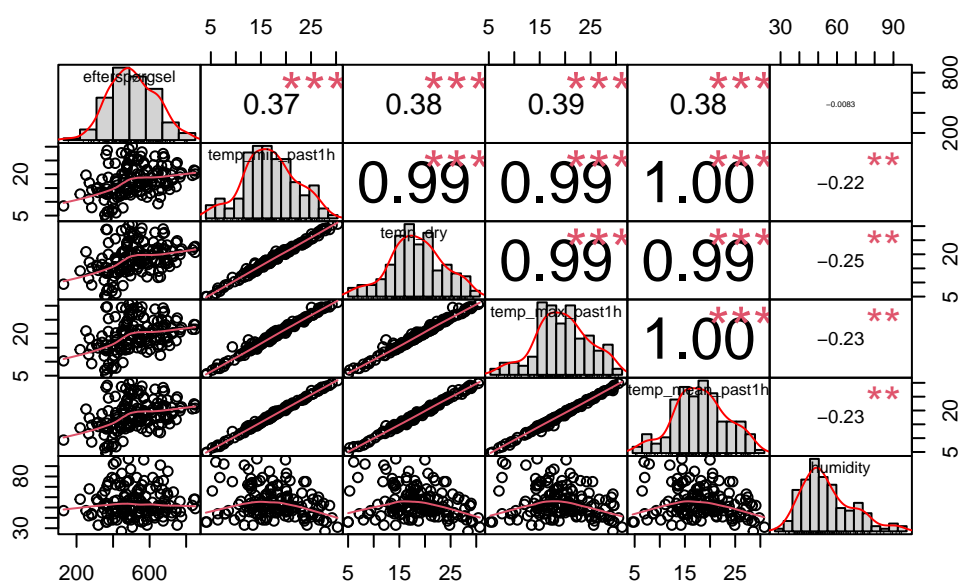 5 15 25 5 15 25 30 50 70 90
efterspørgsel 0.37 *** 0.38 *** 0.39 *** 0.38 *** −0.0083 200 800
5 20 temp_min_past1h 0.99 *** 0.99 *** 1.00 *** −0.22 **
temp_dry 0.99 *** 0.99 *** −0.25 ** 5 20
5 20 temp_max_past1h 1.00 *** −0.23 **
temp_mean_past1h −0.23 ** 5 20
30 80 humidity
200 600 5 15 25 5 15 25